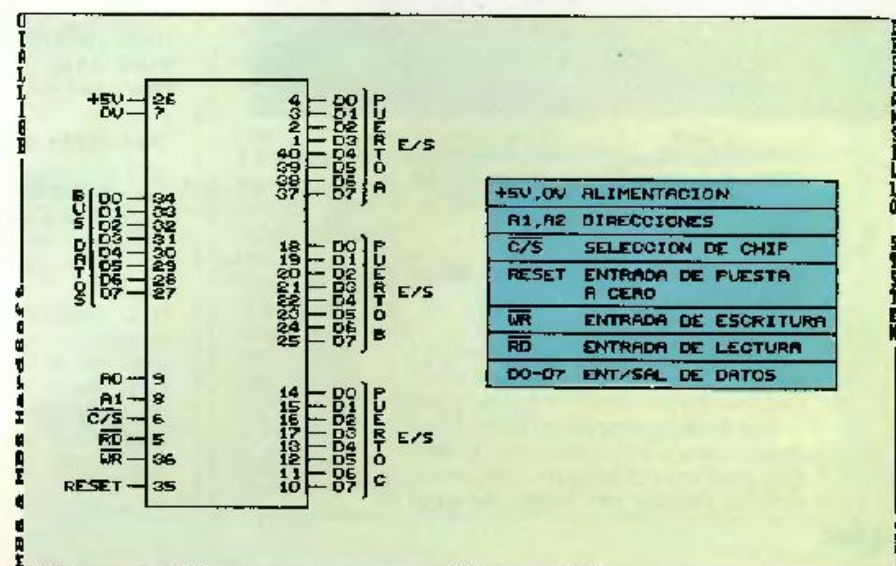 +5V 26
0V 7
BUS DATOS
D0 34
D1 33
D2 32
D3 31
D4 30
D5 29
D6 28
D7 27
A0 9
A1 8
C/S 6
RD 5
WR 36
RESET 35
4 D0
3 D1
2 D2
1 D3
40 D4
39 D5
38 D6
37 D7
PUERTO A
E/S
18 D0
19 D1
20 D2
21 D3
22 D4
23 D5
24 D6
25 D7
PUERTO B
E/S
14 D0
15 D1
16 D2
17 D3
13 D4
12 D5
11 D6
10 D7
PUERTO C
E/S
+5V,0V ALIMENTACION
A1,A2 DIRECCIONES
C/S SELECCION DE CHIP
RESET ENTRADA DE PUESTA
A CERO
WR ENTRADA DE ESCRITURA
RD ENTRADA DE LECTURA
D0-D7 ENT/SAL DE DATOS
MBS & MBS HardSoft